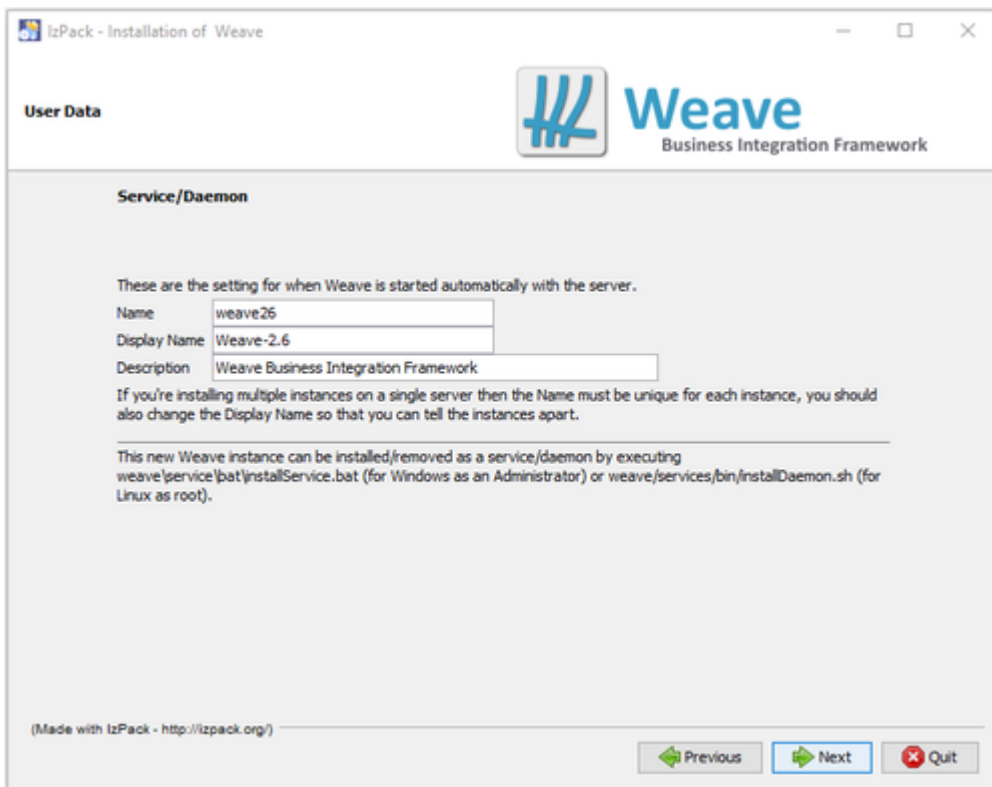 IzPack - Installation of Weave
User Data
Weave
Business Integration Framework
Service/Daemon
These are the setting for when Weave is started automatically with the server.
Name weave26
Display Name Weave-2.6
Description Weave Business Integration Framework
If you're installing multiple instances on a single server then the Name must be unique for each instance, you should
also change the Display Name so that you can tell the instances apart.
This new Weave instance can be installed/removed as a service/daemon by executing
weave\service\bat\installService.bat (for Windows as an Administrator) or weave/services/bin/installDaemon.sh (for
Linux as root).
(Made with IzPack - http://izpack.org/)
Previous Next Quit